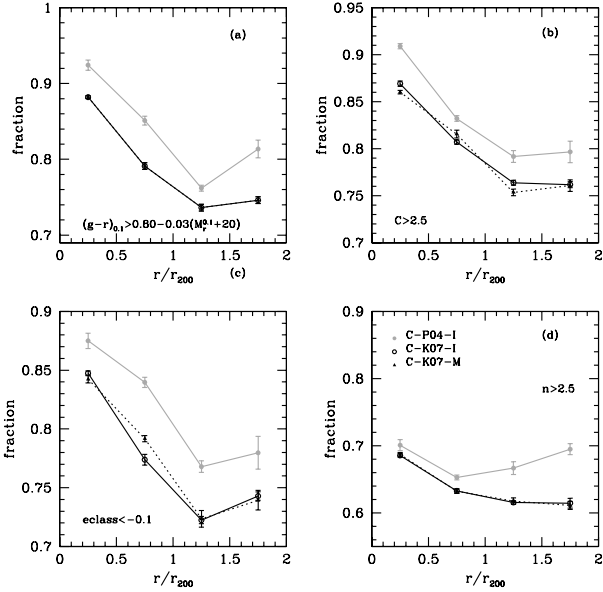 1
0.9
0.8
0.7
fraction
(a)
(g−r)₀.₁>0.80−0.03(Mᵣ⁰·¹+20)
0 0.5 1 1.5 2
r/r₂₀₀
(c)
0.95
0.9
0.85
0.8
0.75
0.7
fraction
(b)
C>2.5
0 0.5 1 1.5 2
r/r₂₀₀
0.9
0.85
0.8
0.75
0.7
fraction
eclass<−0.1
0 0.5 1 1.5 2
r/r₂₀₀
0.9
0.8
0.7
0.6
fraction
C−P04−I
C−K07−I
C−K07−M
(d)
n>2.5
0 0.5 1 1.5 2
r/r₂₀₀